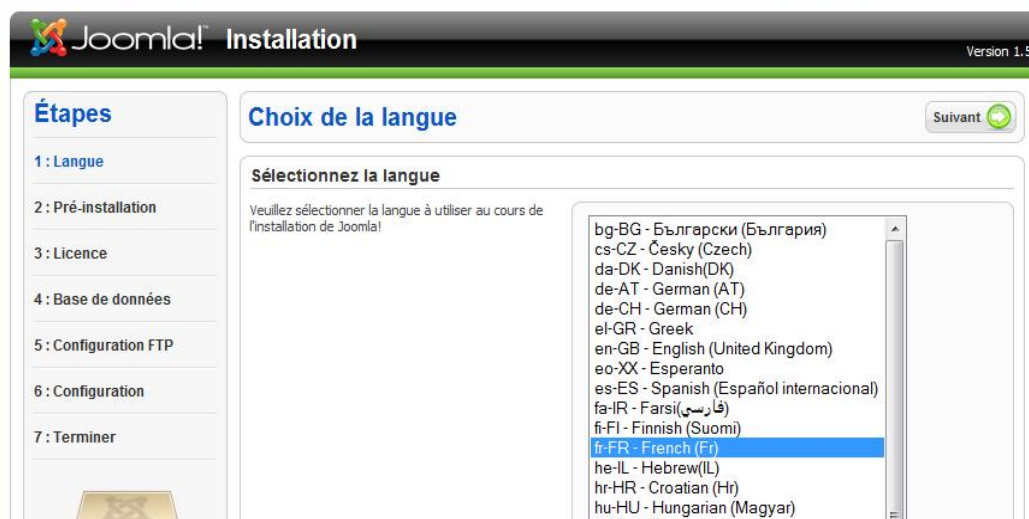 Joomla! Installation
Version 1.5
Étapes
1 : Langue
2 : Pré-installation
3 : Licence
4 : Base de données
5 : Configuration FTP
6 : Configuration
7 : Terminer
Choix de la langue
Suivant
Sélectionnez la langue
Veuillez sélectionner la langue à utiliser au cours de
l'installation de Joomla!
bg-BG - Български (България)
cs-CZ - Česky (Czech)
da-DK - Danish(DK)
de-AT - German (AT)
de-CH - German (CH)
el-GR - Greek
en-GB - English (United Kingdom)
eo-XX - Esperanto
es-ES - Spanish (Español internacional)
fa-IR - Farsi(فارسي)
fi-FI - Finnish (Suomi)
fr-FR - French (Fr)
he-IL - Hebrew(IL)
hr-HR - Croatian (Hr)
hu-HU - Hungarian (Magyar)